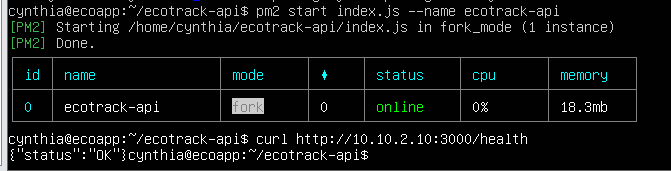 cynthia@ecoapp:~/ecotrack-api$ pm2 start index.js --name ecotrack-api
[PM2] Starting /home/cynthia/ecotrack-api/index.js in fork_mode (1 instance)
[PM2] Done.
id name mode ♦ status cpu memory
0 ecotrack-api fork 0 online 0% 18.3mb
cynthia@ecoapp:~/ecotrack-api$ curl http://10.10.2.10:3000/health
{"status":"OK"}cynthia@ecoapp:~/ecotrack-api$